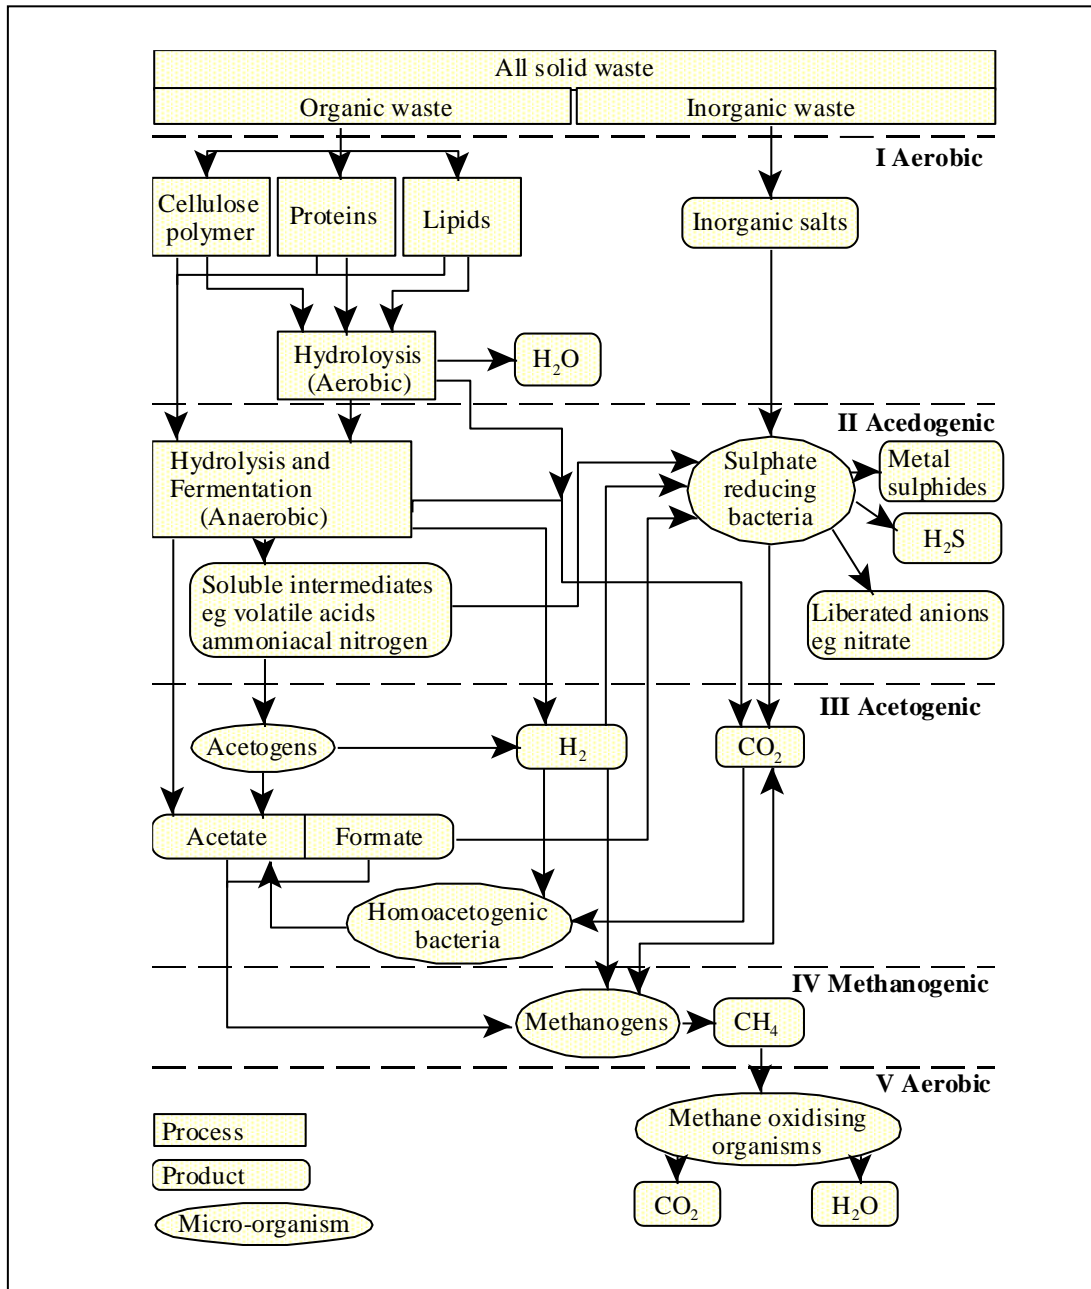 All solid waste
Organic waste
Inorganic waste
I Aerobic
Cellulose
polymer
Proteins
Lipids
Inorganic salts
Hydroloysis
(Aerobic)
H₂O
II Acedogenic
Hydrolysis and
Fermentation
(Anaerobic)
Sulphate
reducing
bacteria
Metal
sulphides
H₂S
Soluble intermediates
eg volatile acids
ammoniacal nitrogen
Liberated anions
eg nitrate
III Acetogenic
Acetogens
H₂
CO₂
Acetate
Formate
Homoacetogenic
bacteria
IV Methanogenic
Methanogens
CH₄
V Aerobic
Methane oxidising
organisms
Process
Product
Micro-organism
CO₂
H₂O